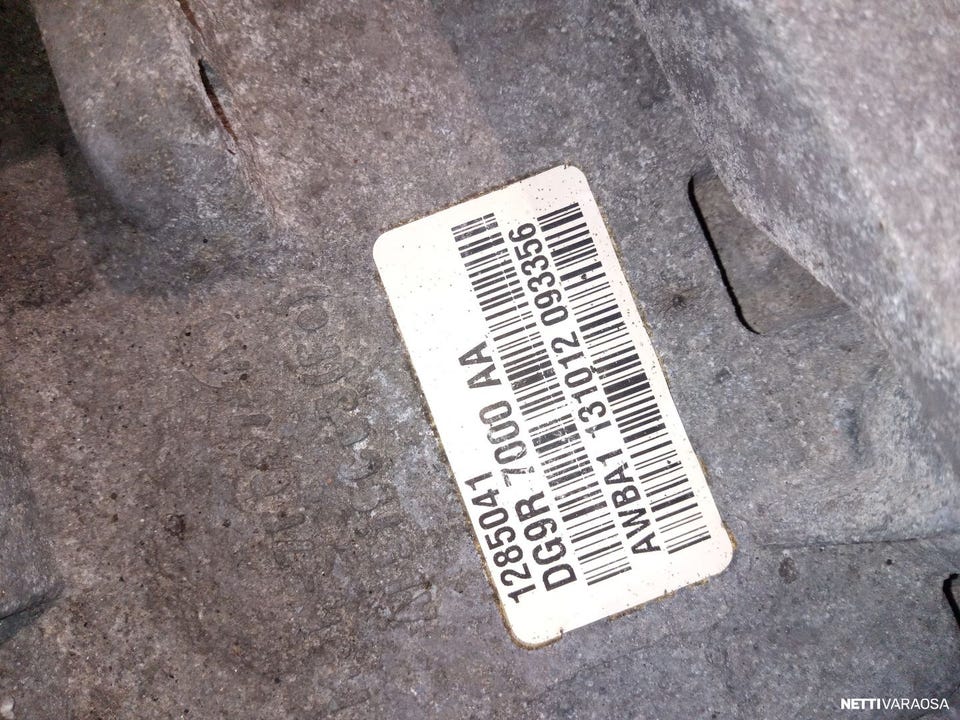 1285041
DG9R 7000 AA
AWBA1 131012 093356
NETTIVARAOSA